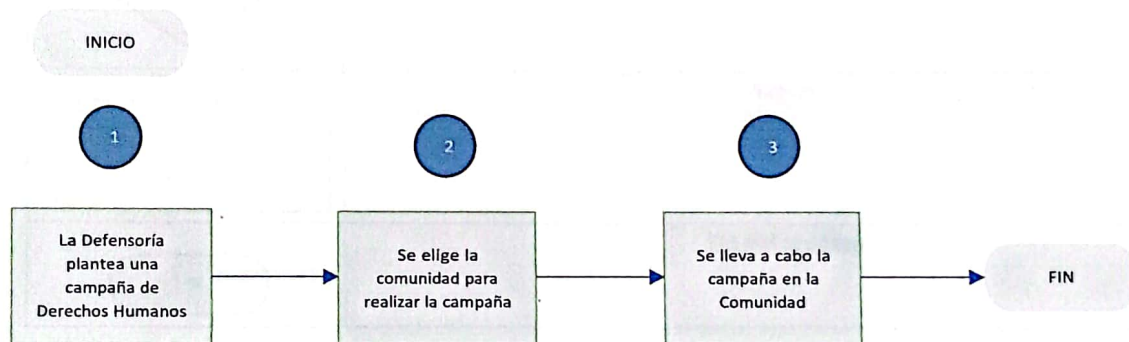 INICIO
1
2
3
La Defensoría
plantea una
campaña de
Derechos Humanos
Se elige la
comunidad para
realizar la campaña
Se lleva a cabo la
campaña en la
Comunidad
FIN